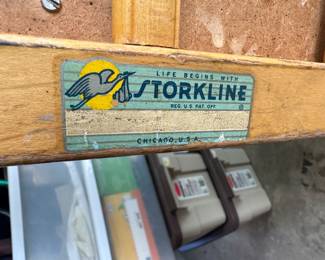 LIFE BEGINS WITH
STORKLINE
REG. U.S. PAT. OFF.
CHICAGO, U.S.A.